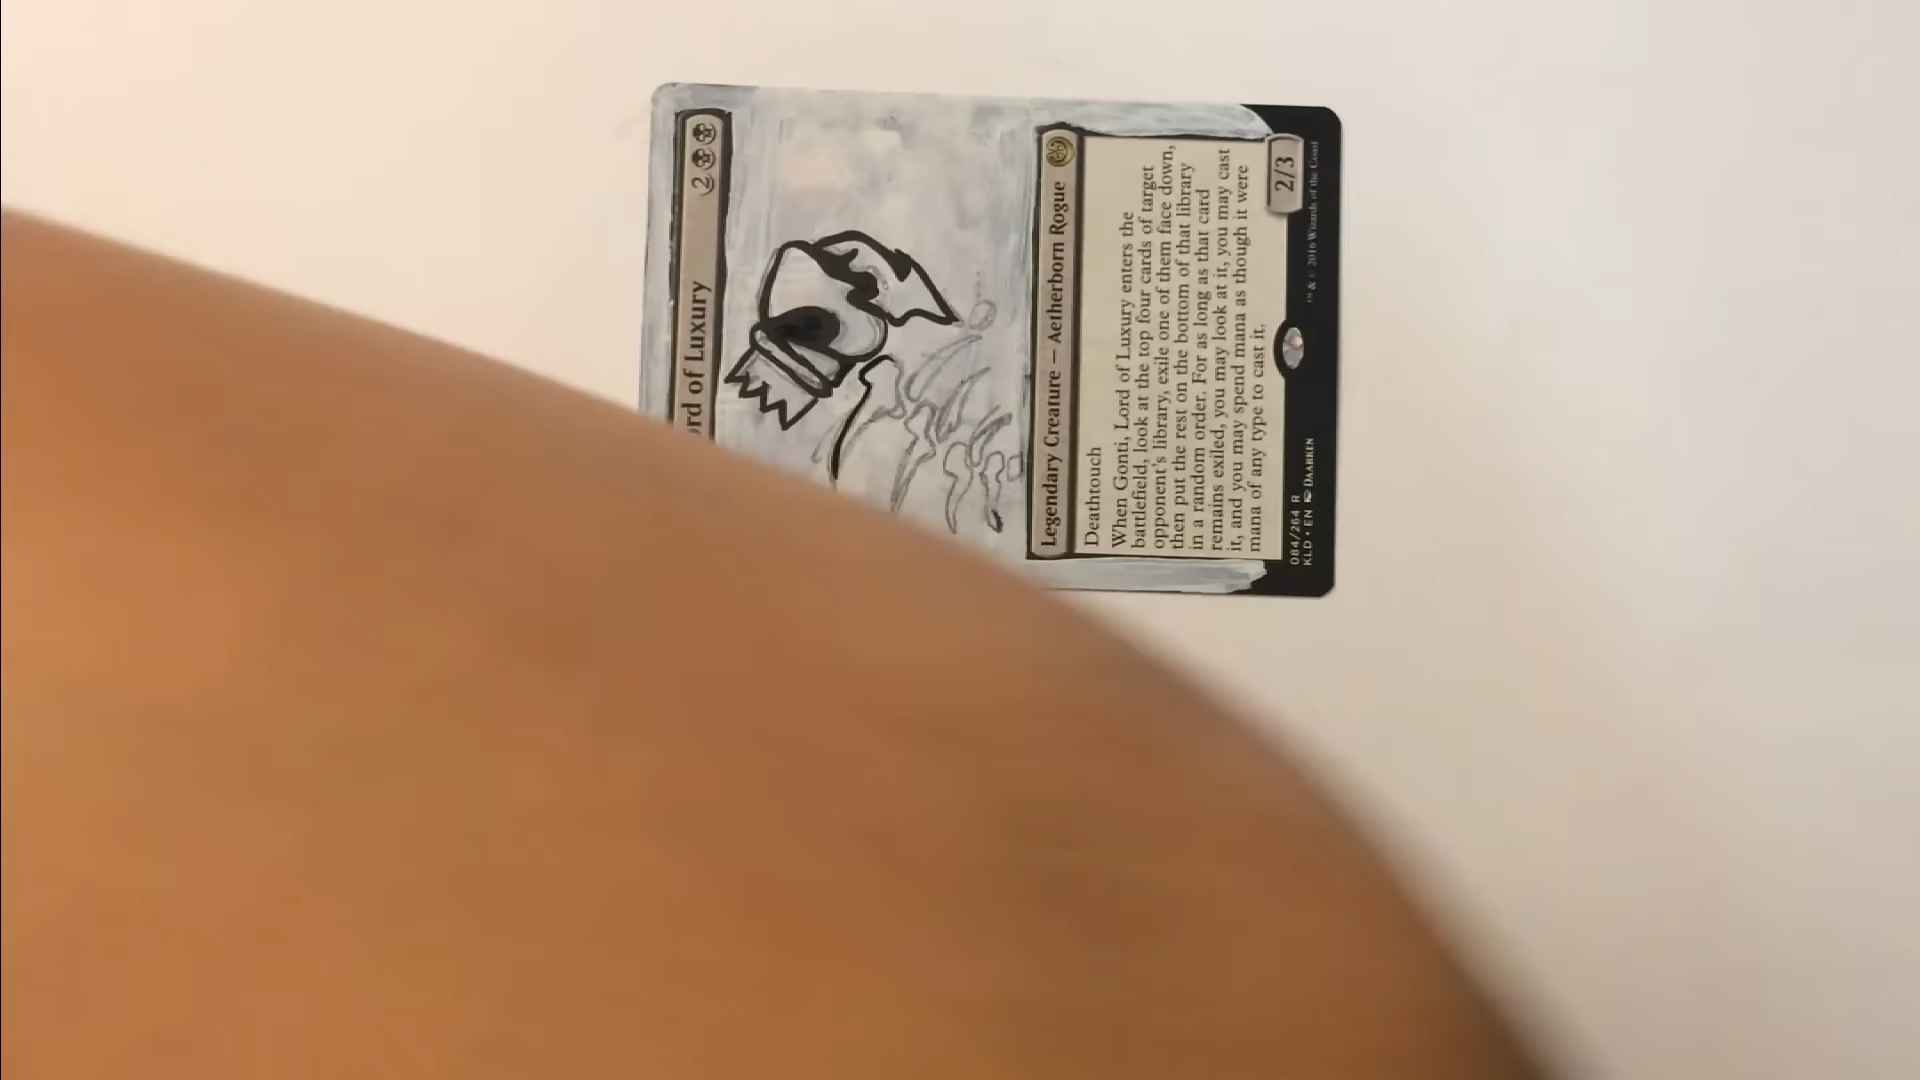 of Luxury 2
Legendary Creature — Aetherborn Rogue
Deathtouch
When Gonti, Lord of Luxury enters the
battlefield, look at the top four cards of target
opponent's library, exile one of them face down,
then put the rest on the bottom of that library
in a random order. For as long as that card
remains exiled, you may look at it, you may cast
it, and you may spend mana as though it were
mana of any type to cast it.
2/3
084/264 R
KLD • EN DAARKEN
™ & © 2016 Wizards of the Coast